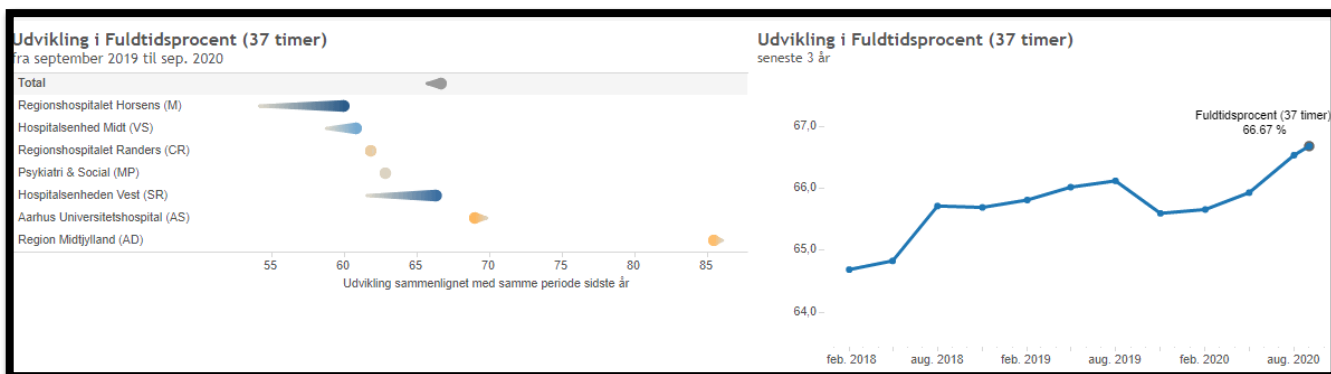 Udvikling i Fuldtidsprocent (37 timer)
fra september 2019 til sep. 2020
Total
Regionshospitalet Horsens (M)
Hospitalsenhed Midt (VS)
Regionshospitalet Randers (CR)
Psykiatri & Social (MP)
Hospitalsenheden Vest (SR)
Aarhus Universitetshospital (AS)
Region Midtjylland (AD)
55 60 65 70 75 80 85
Udvikling sammenlignet med samme periode sidste år
Udvikling i Fuldtidsprocent (37 timer)
seneste 3 år
Fuldtidsprocent (37 timer)
66.67 %
67,0
66,0
65,0
64,0
feb. 2018 aug. 2018 feb. 2019 aug. 2019 feb. 2020 aug. 2020